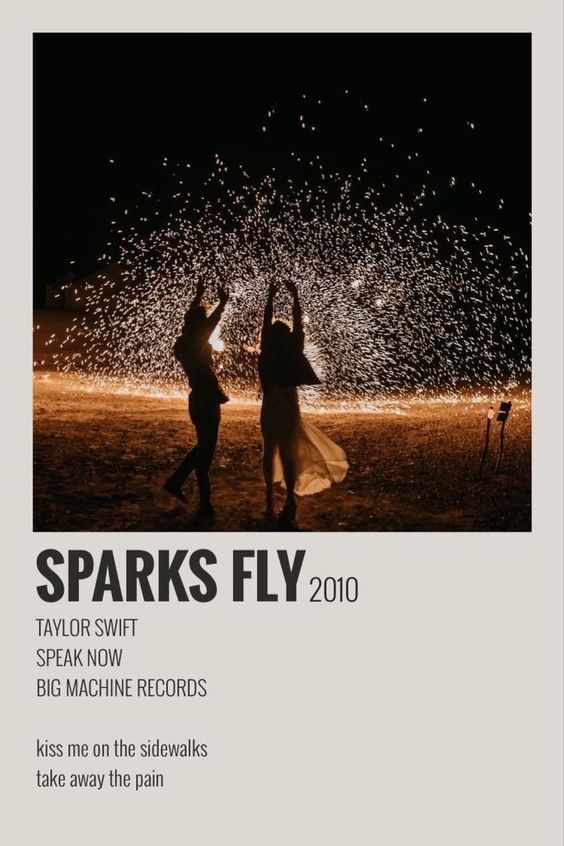 SPARKS FLY 2010
TAYLOR SWIFT
SPEAK NOW
BIG MACHINE RECORDS
kiss me on the sidewalks
take away the pain